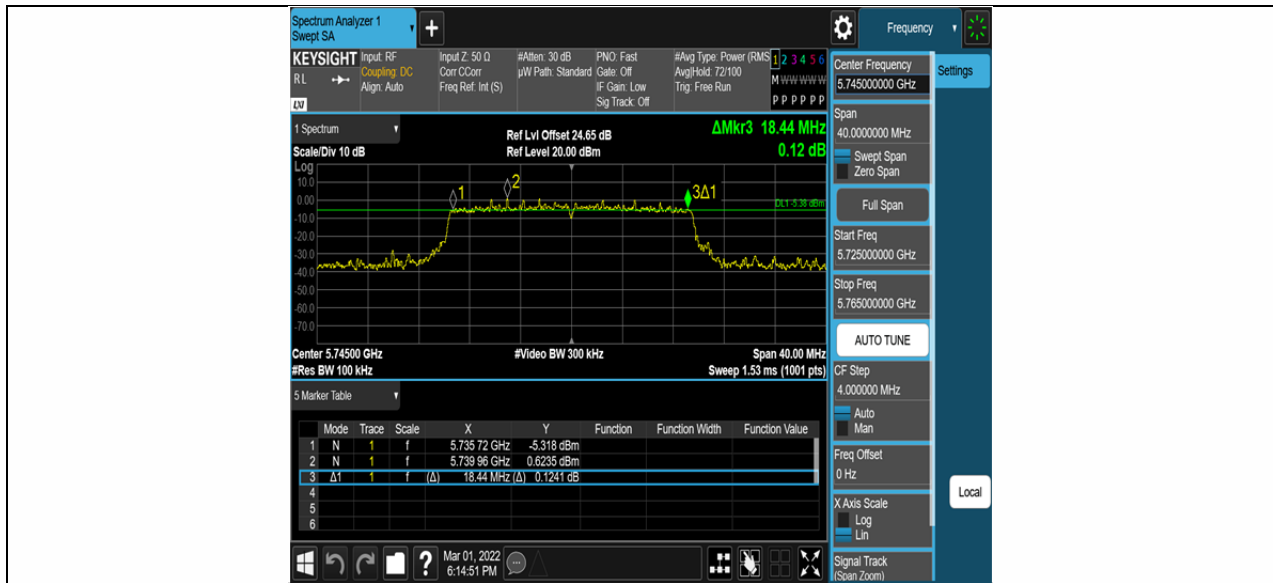 Spectrum Analyzer 1
Swept SA
+
Frequency
KEYSIGHT
RL
LXI
Input: RF
Coupling: DC
Align: Auto
Input Z: 50 Ω
Corr CCorr
Freq Ref: Int (S)
#Atten: 30 dB
µW Path: Standard
PNO: Fast
Gate: Off
IF Gain: Low
Sig Track: Off
#Avg Type: Power (RMS
Avg|Hold: 72/100
Trig: Free Run
1 2 3 4 5 6
M W W W W W
P P P P P P
1 Spectrum
Scale/Div 10 dB
Ref Lvl Offset 24.65 dB
Ref Level 20.00 dBm
ΔMkr3 18.44 MHz
0.12 dB
Log
10.0
0.00
-10.0
-20.0
-30.0
-40.0
-50.0
-60.0
-70.0
1
2
3Δ1
DL1 -5.38 dBm
Center 5.74500 GHz
#Video BW 300 kHz
Span 40.00 MHz
#Res BW 100 kHz
Sweep 1.53 ms (1001 pts)
5 Marker Table
Mode Trace Scale X Y Function Function Width Function Value
1 N 1 f 5.735 72 GHz -5.318 dBm
2 N 1 f 5.739 96 GHz 0.6235 dBm
3 Δ1 1 f (Δ) 18.44 MHz (Δ) 0.1241 dB
4
5
6
?
Mar 01, 2022
6:14:51 PM
Center Frequency
5.745000000 GHz
Span
40.0000000 MHz
Swept Span
Zero Span
Full Span
Start Freq
5.725000000 GHz
Stop Freq
5.765000000 GHz
AUTO TUNE
CF Step
4.000000 MHz
Auto
Man
Freq Offset
0 Hz
X Axis Scale
Log
Lin
Signal Track
(Span Zoom)
Settings
Local